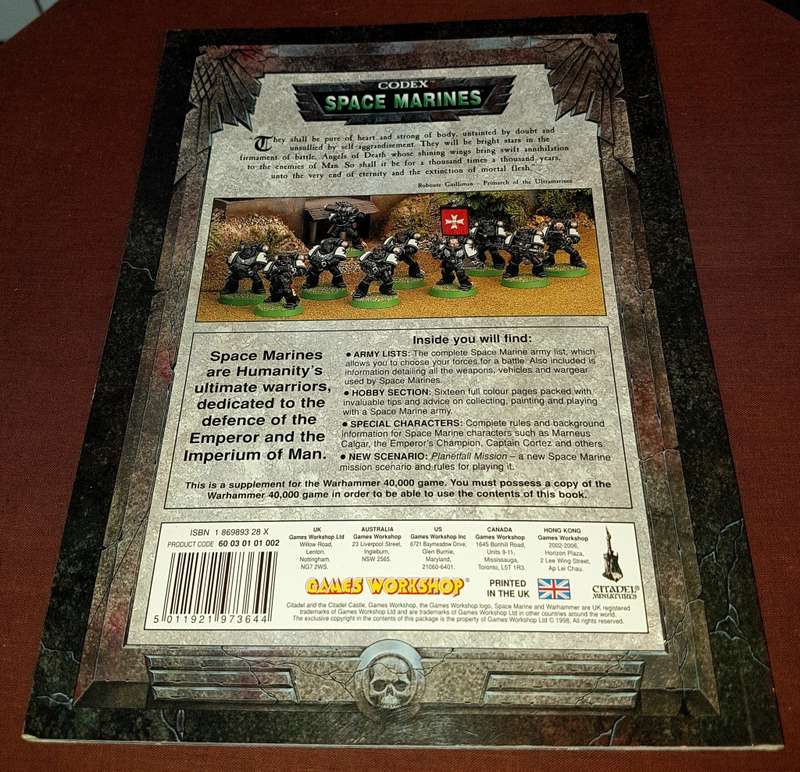 CODEX
SPACE MARINES
They shall be pure of heart and strong of body, untainted by doubt and
unsullied by self-aggrandisement. They will be bright stars in the
firmament of battle, Angels of Death whose shining wings bring swift annihilation
to the enemies of Man. So shall it be for a thousand times a thousand years,
unto the very end of eternity and the extinction of mortal flesh.
Roboute Guilliman - Primarch of the Ultramarines
Space Marines
are Humanity's
ultimate warriors,
dedicated to the
defence of the
Emperor and the
Imperium of Man.
Inside you will find:
● ARMY LISTS: The complete Space Marine army list, which
allows you to choose your forces for a battle. Also included is
information detailing all the weapons, vehicles and wargear
used by Space Marines.
● HOBBY SECTION: Sixteen full colour pages packed with
invaluable tips and advice on collecting, painting and playing
with a Space Marine army.
● SPECIAL CHARACTERS: Complete rules and background
information for Space Marine characters such as Marneus
Calgar, the Emperor's Champion, Captain Cortez and others.
● NEW SCENARIO: Planetfall Mission – a new Space Marine
mission scenario and rules for playing it.
This is a supplement for the Warhammer 40,000 game. You must possess a copy of the
Warhammer 40,000 game in order to be able to use the contents of this book.
ISBN 1 869893 28 X
PRODUCT CODE 60 03 01 01 002
5 011921 973644
UK
Games Workshop Ltd
Willow Road,
Lenton,
Nottingham,
NG7 2WS.
AUSTRALIA
Games Workshop
23 Liverpool Street,
Ingleburn,
NSW 2565.
US
Games Workshop Inc
6721 Baymeadow Drive,
Glen Burnie,
Maryland,
21060-6401.
CANADA
Games Workshop
1645 Bonhill Road,
Units 9-11,
Mississauga,
Toronto, L5T 1R3.
HONG KONG
Games Workshop
2002-2006,
Horizon Plaza,
2 Lee Wing Street,
Ap Lei Chau.
GAMES WORKSHOP®
PRINTED
IN THE UK
CITADEL
MINIATURES
Citadel and the Citadel Castle, Games Workshop, the Games Workshop logo, Space Marine and Warhammer are UK registered
trademarks of Games Workshop Ltd and are trademarks of Games Workshop Ltd in other countries around the world.
The exclusive copyright in the contents of this package is the property of Games Workshop Ltd © 1998. All rights reserved.